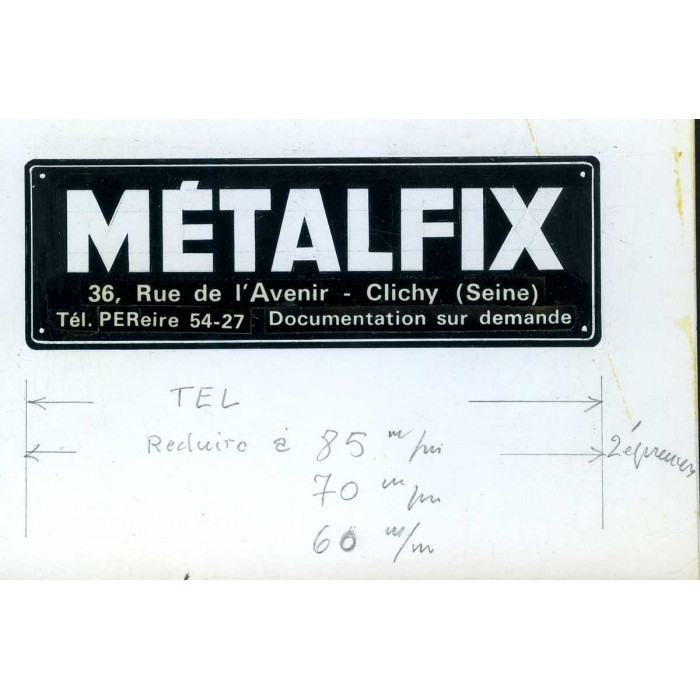 MÉTALFIX
36, Rue de l'Avenir - Clichy (Seine)
Tél. PEReire 54-27 Documentation sur demande
TEL
Reduire à 85 m/m 2 épreuves
70 m/m
60 m/m